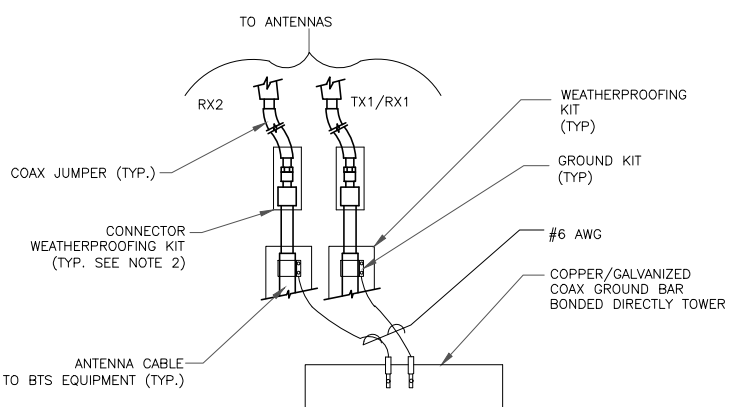 TO ANTENNAS
RX2
TX1/RX1
WEATHERPROOFING
KIT
(TYP)
COAX JUMPER (TYP.)
GROUND KIT
(TYP)
CONNECTOR
WEATHERPROOFING KIT
(TYP. SEE NOTE 2)
#6 AWG
COPPER/GALVANIZED
COAX GROUND BAR
BONDED DIRECTLY TOWER
ANTENNA CABLE
TO BTS EQUIPMENT (TYP.)